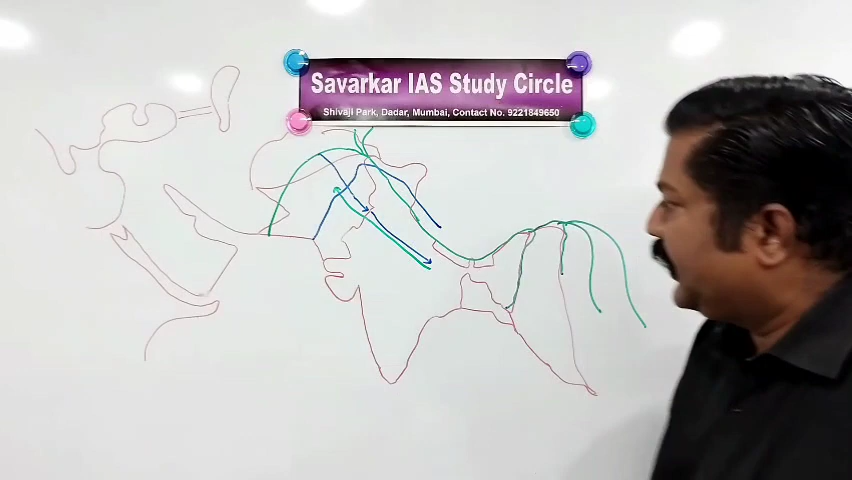 Savarkar IAS Study Circle
Shivaji Park, Dadar, Mumbai, Contact No. 9221849650